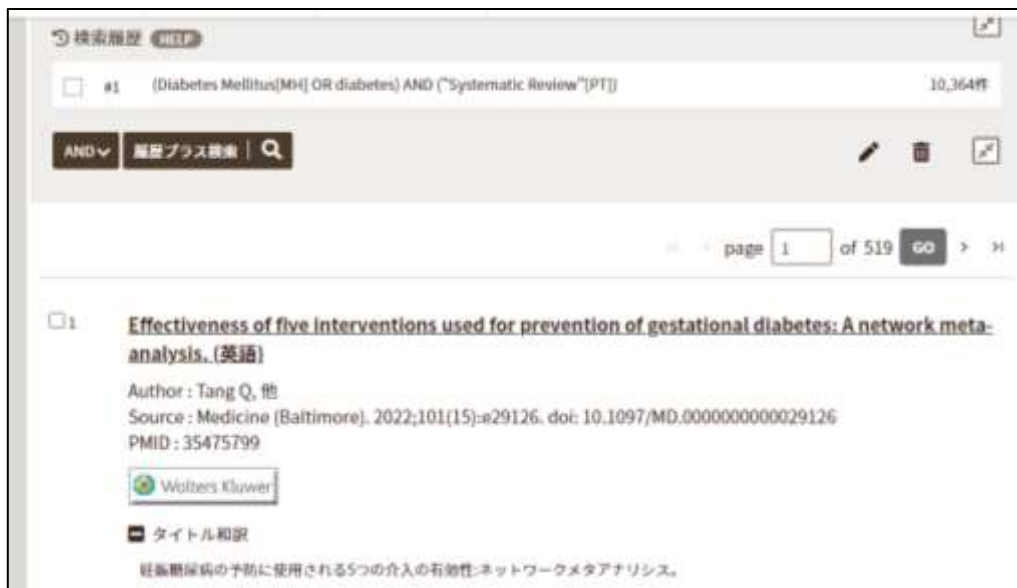 検索履歴 HELP
#1 (Diabetes Mellitus[MH] OR diabetes) AND ("Systematic Review"[PT]) 10,364件
AND 履歴プラス検索
page 1 of 519 GO
1 Effectiveness of five interventions used for prevention of gestational diabetes: A network meta-
analysis. (英語)
Author : Tang Q, 他
Source : Medicine (Baltimore). 2022;101(15):e29126. doi: 10.1097/MD.0000000000029126
PMID : 35475799
Wolters Kluwer
タイトル和訳
妊娠糖尿病の予防に使用される5つの介入の有効性:ネットワークメタアナリシス。